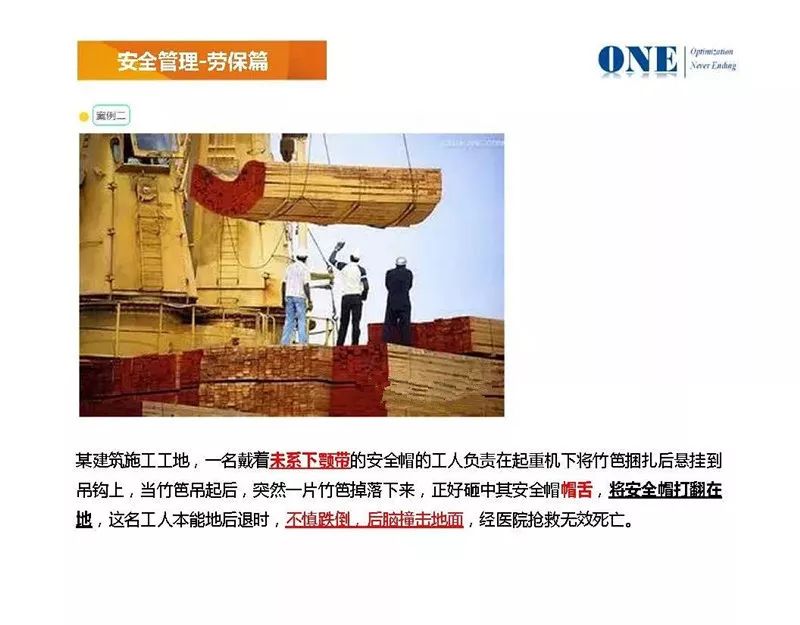 安全管理-劳保篇
ONE
Optimization
Never Ending
案例二
某建筑施工工地，一名戴着未系下颚带的安全帽的工人负责在起重机下将竹笆捆扎后悬挂到
吊钩上，当竹笆吊起后，突然一片竹笆掉落下来，正好砸中其安全帽帽舌，将安全帽打翻在
地，这名工人本能地后退时，不慎跌倒，后脑撞击地面，经医院抢救无效死亡。